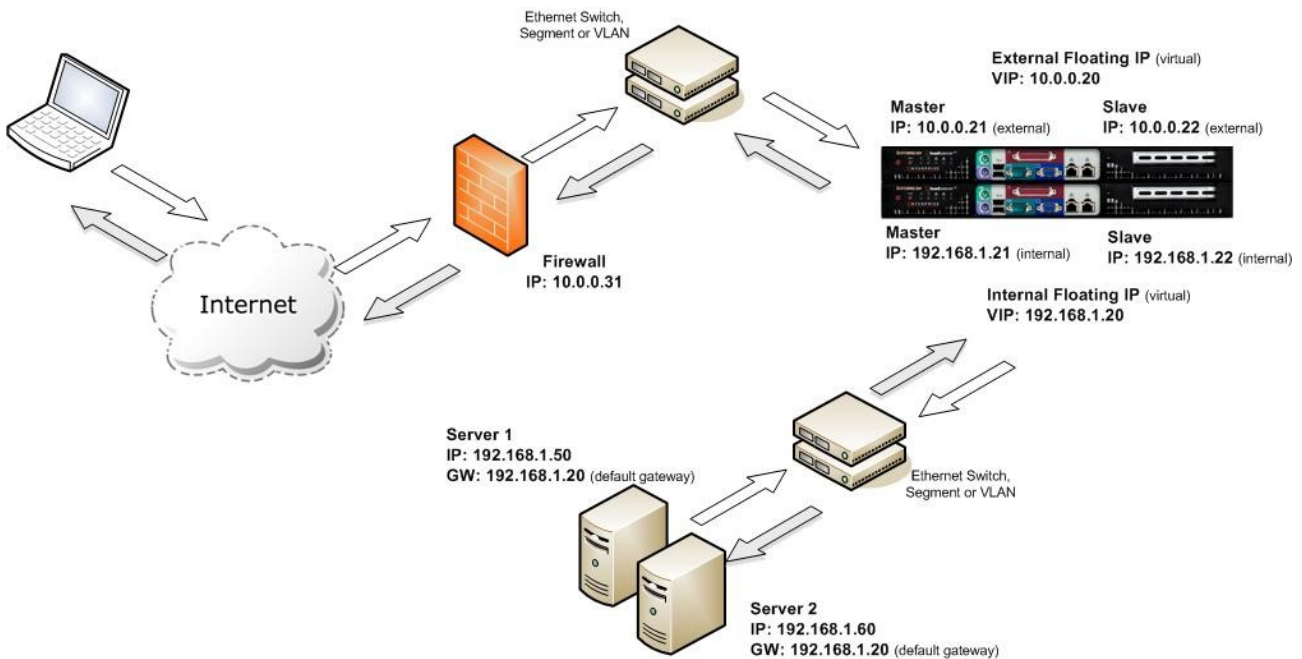 Ethernet Switch,
Segment or VLAN
External Floating IP (virtual)
VIP: 10.0.0.20
Master
IP: 10.0.0.21 (external)
Slave
IP: 10.0.0.22 (external)
Master
IP: 192.168.1.21 (internal)
Slave
IP: 192.168.1.22 (internal)
Firewall
IP: 10.0.0.31
Internet
Internal Floating IP (virtual)
VIP: 192.168.1.20
Server 1
IP: 192.168.1.50
GW: 192.168.1.20 (default gateway)
Ethernet Switch,
Segment or VLAN
Server 2
IP: 192.168.1.60
GW: 192.168.1.20 (default gateway)